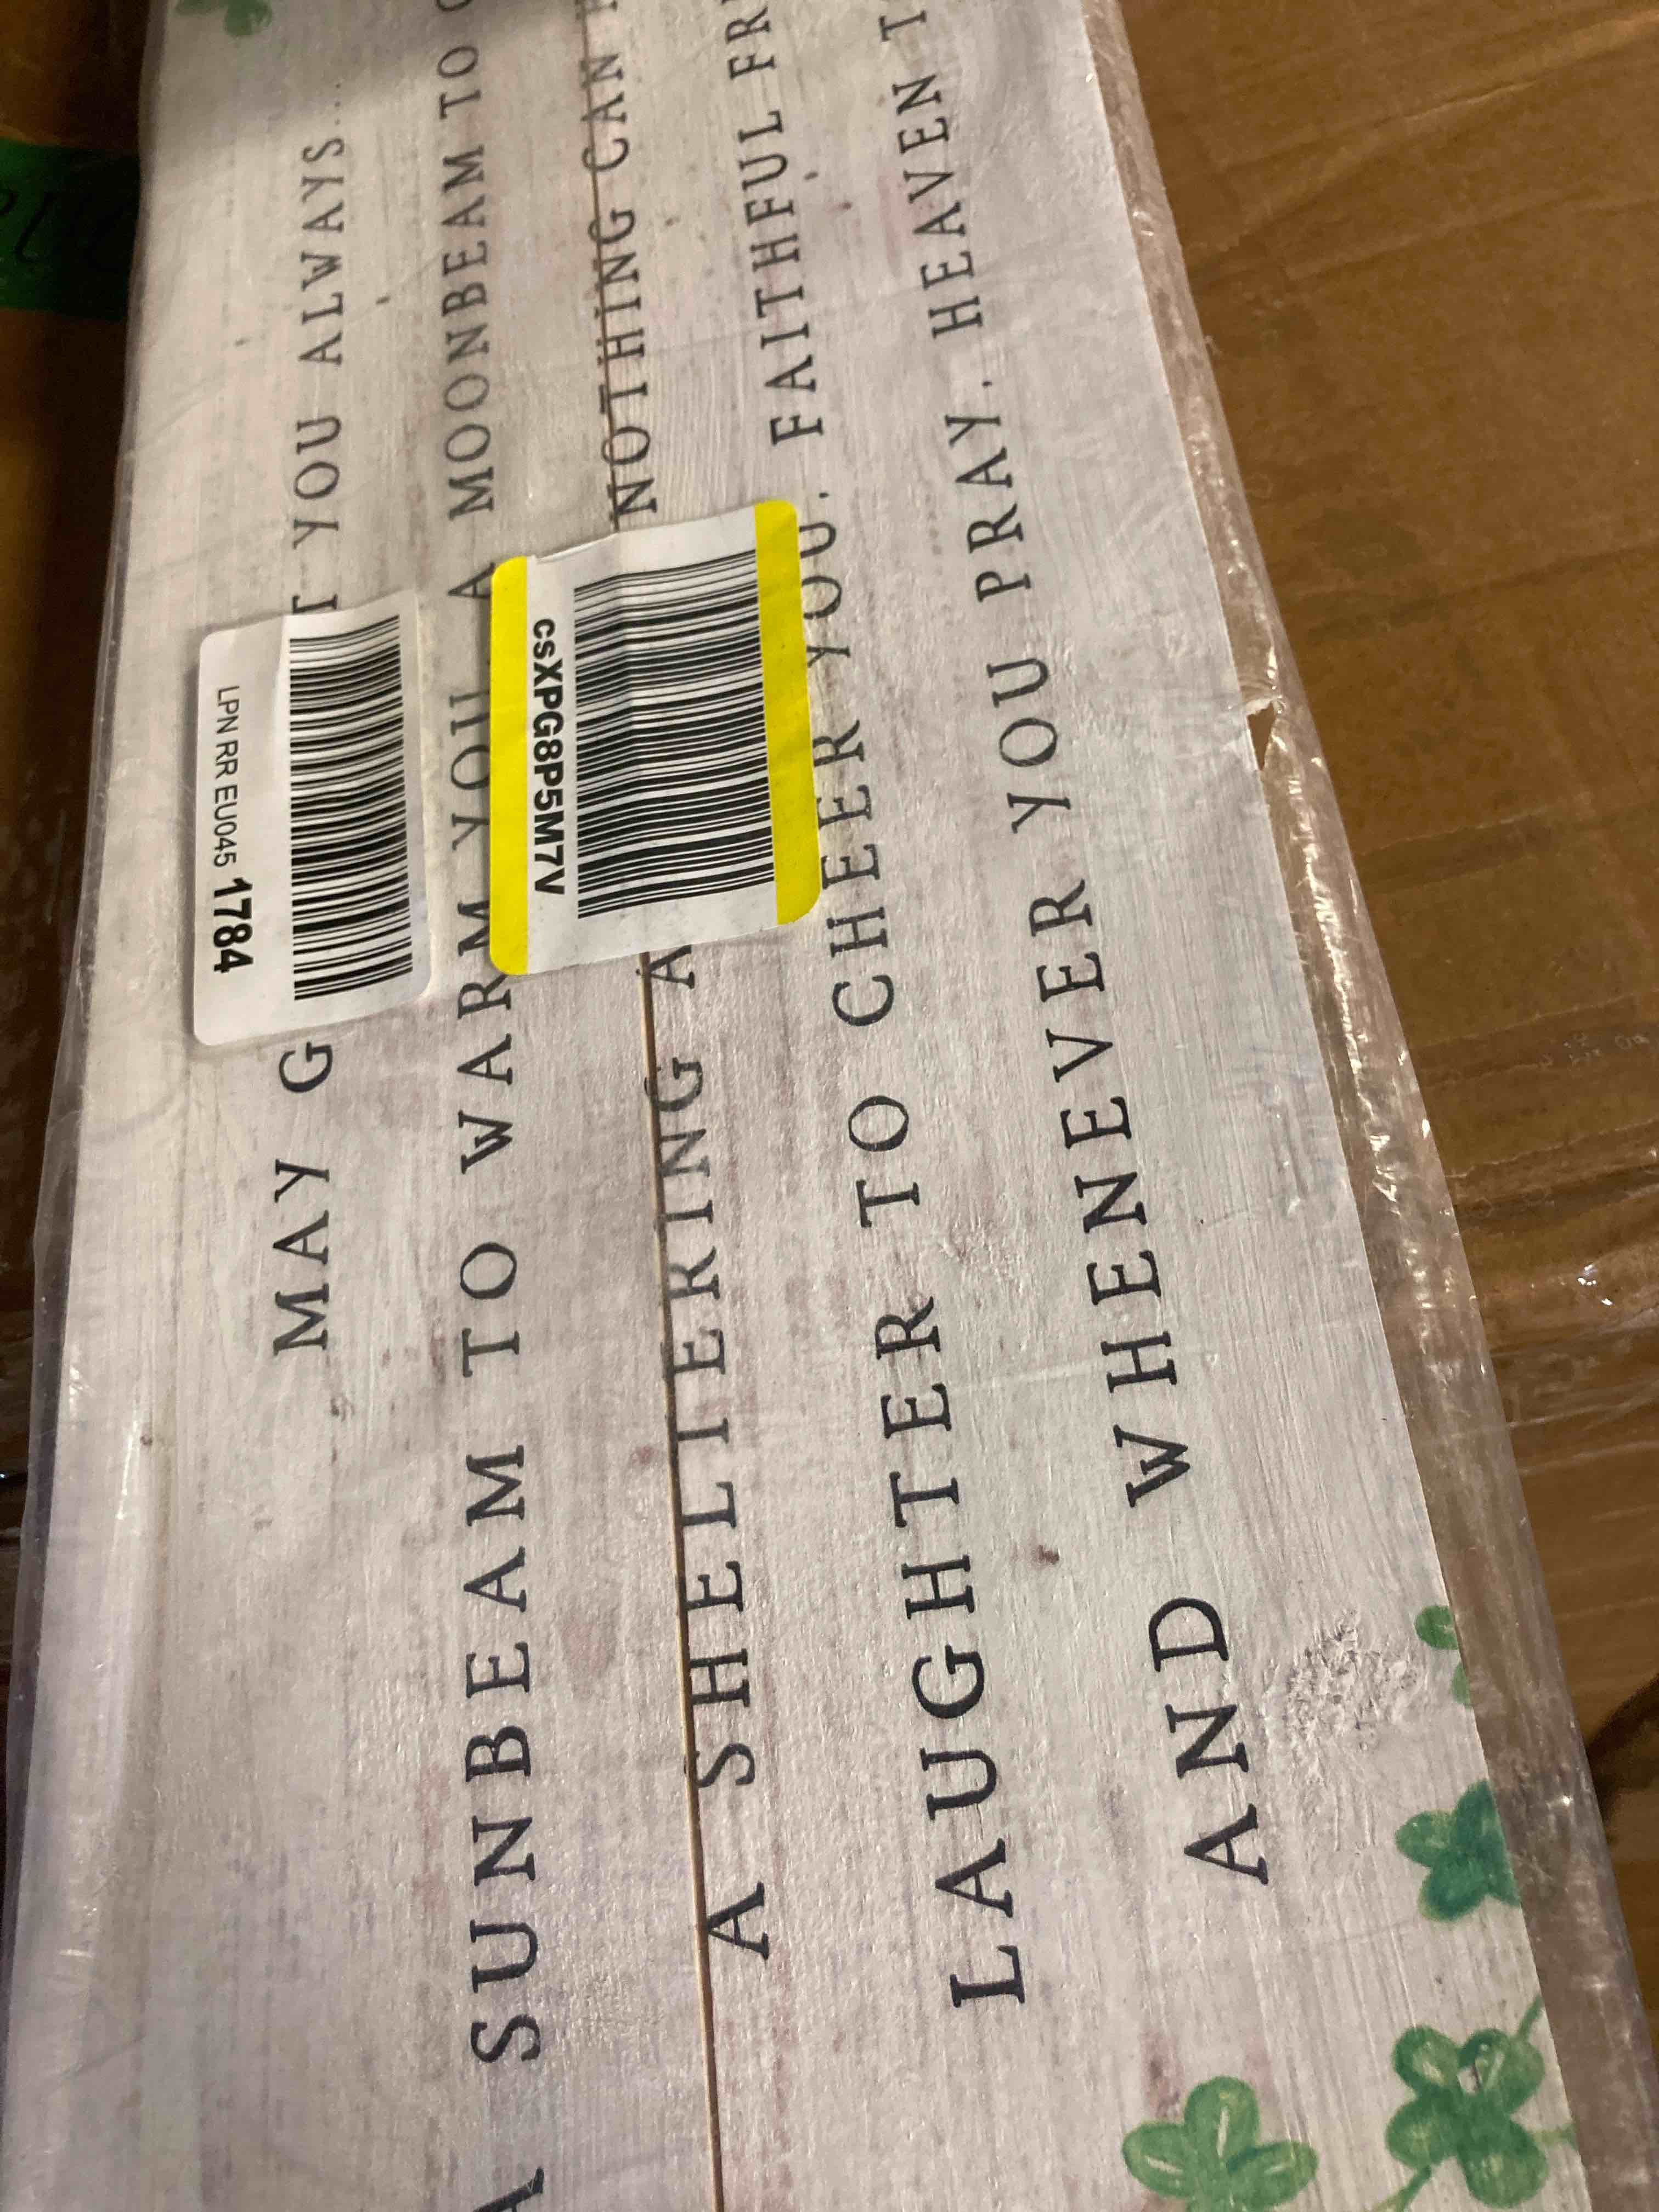 MAY G T YOU ALWAYS...
A SUNBEAM TO WARM YOU A MOONBEAM TO
A SHELTERING A NOTHING CAN
LAUGHTER TO CHEER YOU. FAITHFUL FR
AND WHENEVER YOU PRAY. HEAVEN T
LPN RR EU045 1784
csXPG8P5M7V